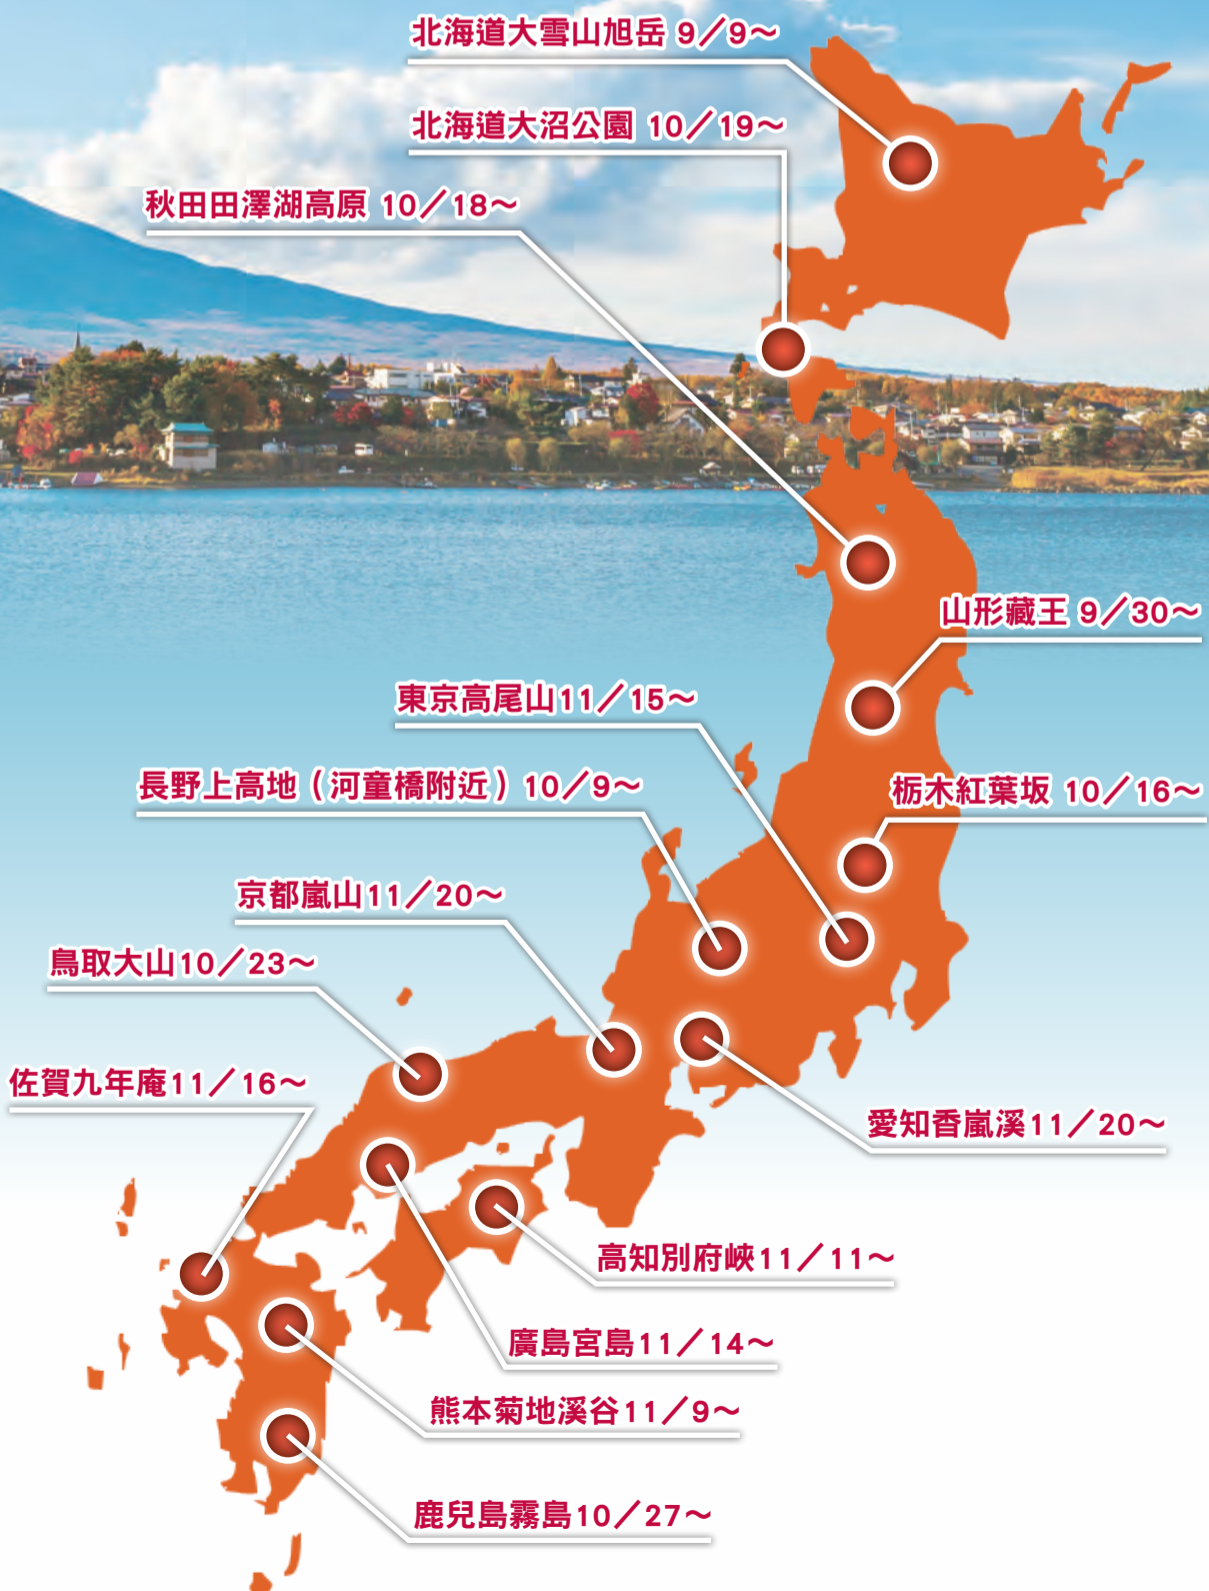 北海道大雪山旭岳 9／9～
北海道大沼公園 10／19～
秋田田澤湖高原 10／18～
山形藏王 9／30～
東京高尾山11／15～
長野上高地（河童橋附近）10／9～
栃木紅葉坂 10／16～
京都嵐山11／20～
鳥取大山10／23～
佐賀九年庵11／16～
愛知香嵐溪11／20～
高知別府峽11／11～
廣島宮島11／14～
熊本菊地溪谷11／9～
鹿兒島霧島10／27～